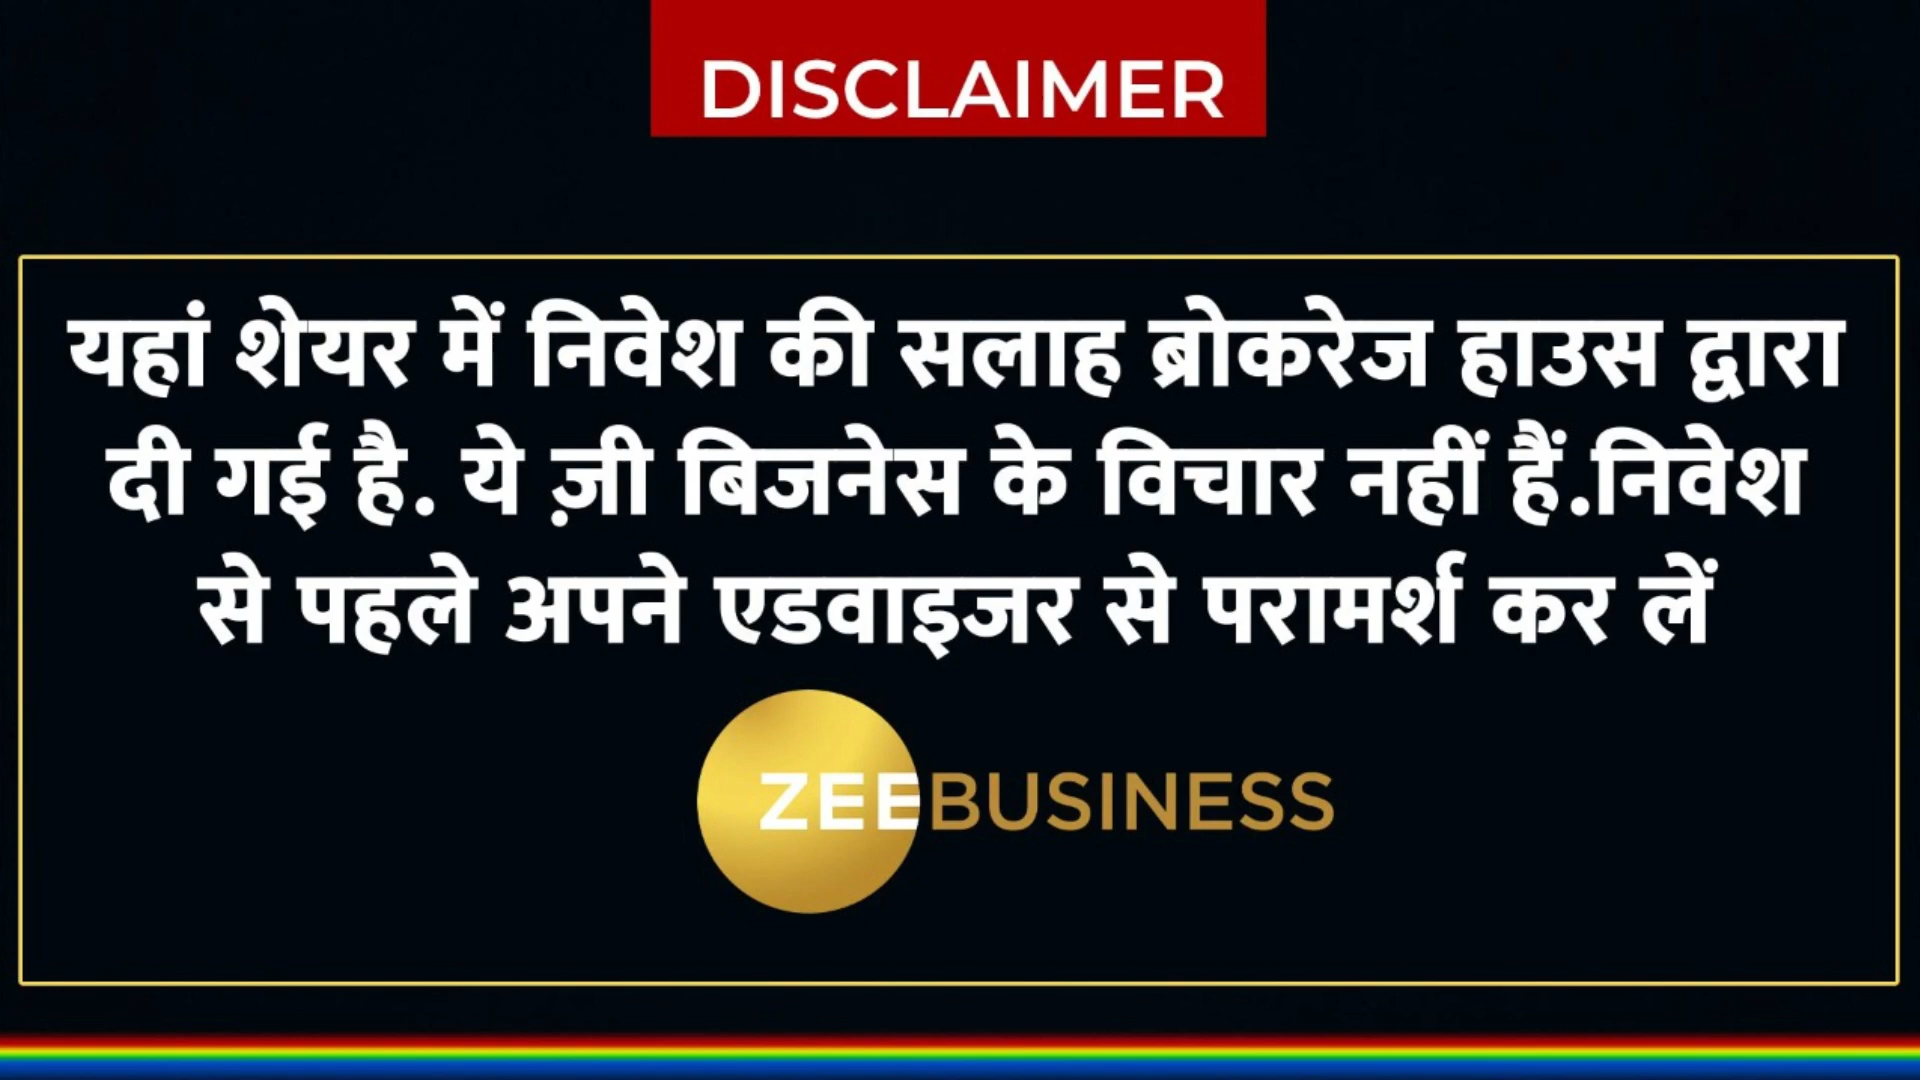 DISCLAIMER
यहां शेयर में निवेश की सलाह ब्रोकरेज हाउस द्वारा
दी गई है. ये ज़ी बिजनेस के विचार नहीं हैं.निवेश
से पहले अपने एडवाइजर से परामर्श कर लें
ZEEBUSINESS